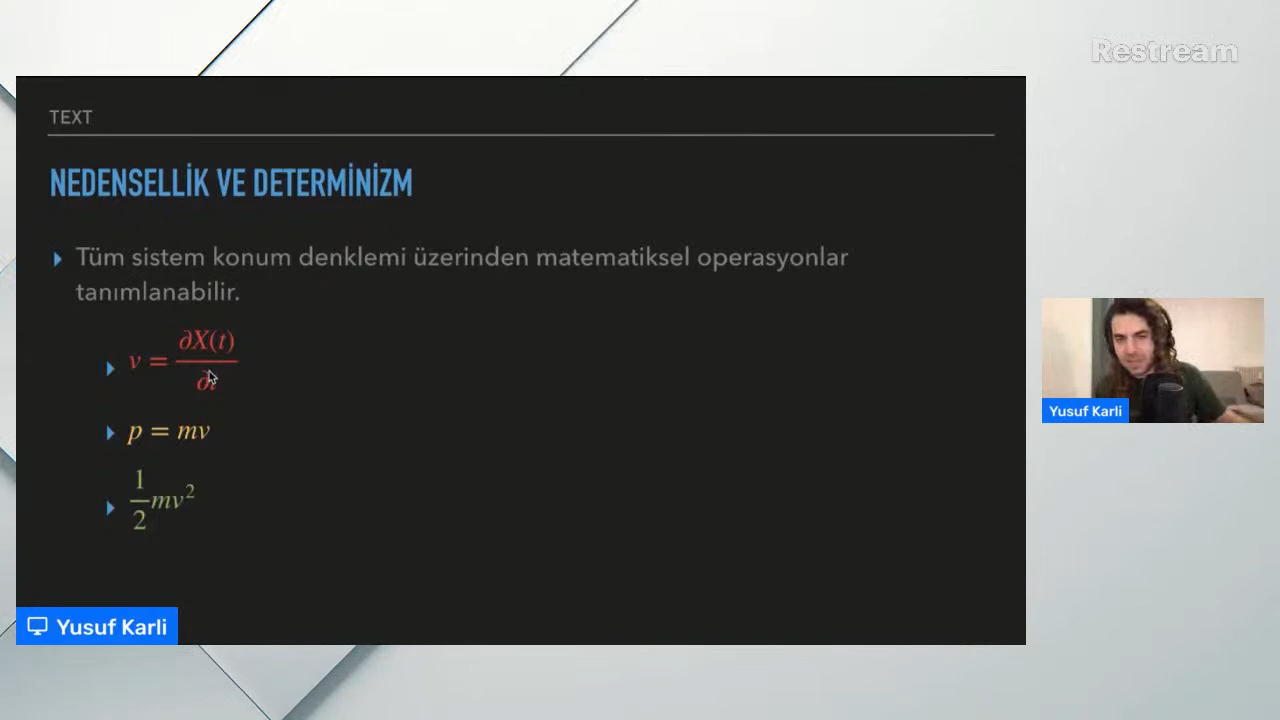 Restream
TEXT
NEDENSELLİK VE DETERMİNİZM
Tüm sistem konum denklemi üzerinden matematiksel operasyonlar
tanımlanabilir.
v = ∂X(t)/∂t
p = mv
1/2 mv²
Yusuf Karli
Yusuf Karli